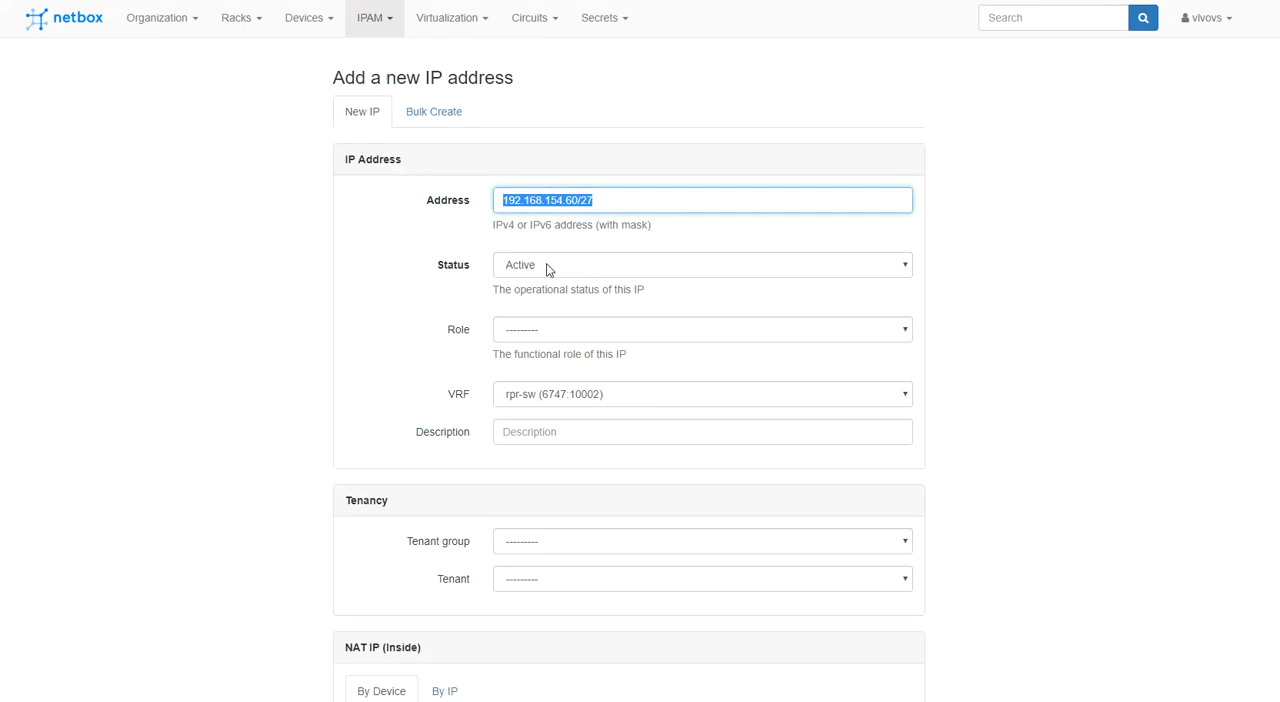 netbox Organization Racks Devices IPAM Virtualization Circuits Secrets Search vlvovs
Add a new IP address
New IP Bulk Create
IP Address
Address 192.168.154.60/27
IPv4 or IPv6 address (with mask)
Status Active
The operational status of this IP
Role ---------
The functional role of this IP
VRF rpr-sw (6747:10002)
Description Description
Tenancy
Tenant group ---------
Tenant ---------
NAT IP (Inside)
By Device By IP